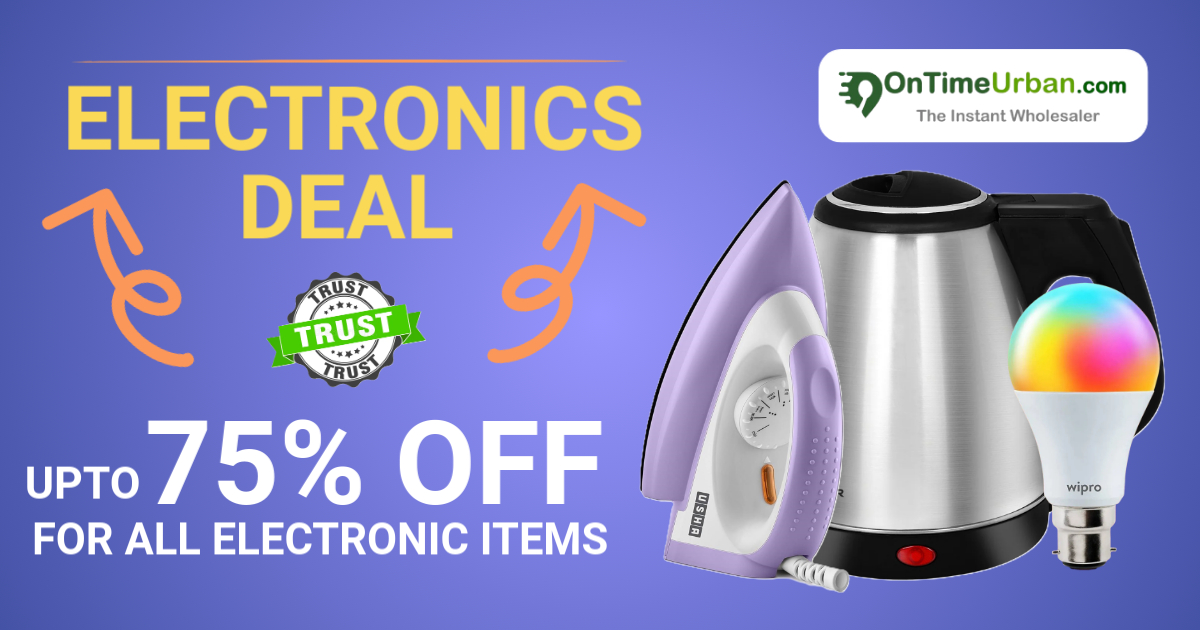 ELECTRONICS
DEAL
OnTimeUrban.com
The Instant Wholesaler
TRUST
TRUST
TRUST
UPTO 75% OFF
FOR ALL ELECTRONIC ITEMS
USHA
wipro